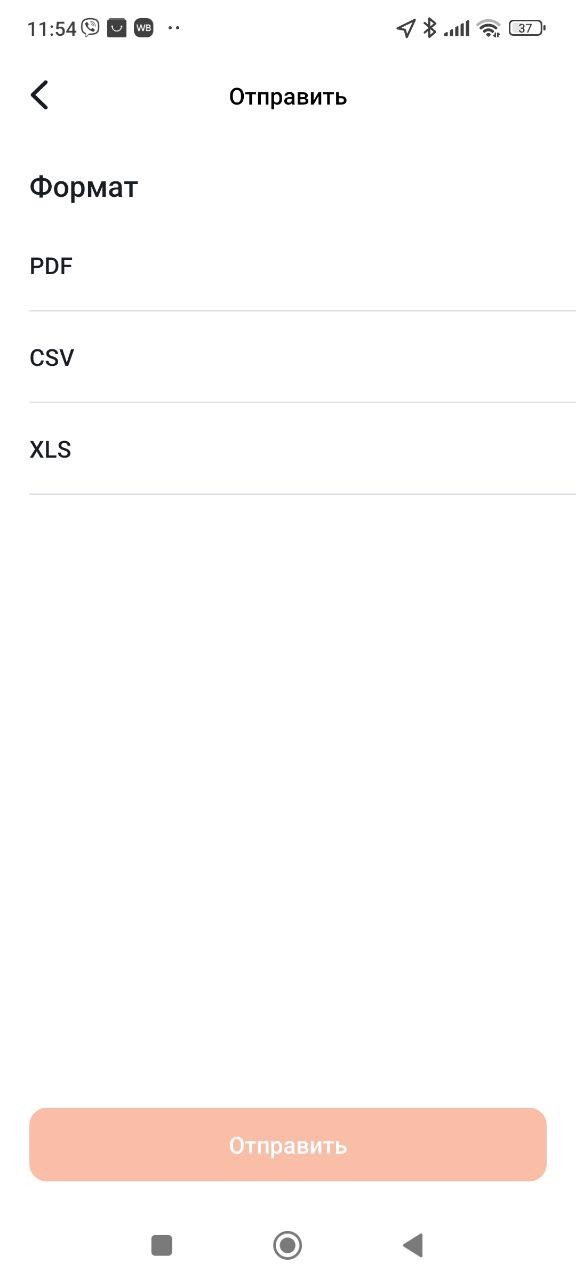 11:54 WB 37
Отправить
Формат
PDF
CSV
XLS
Отправить